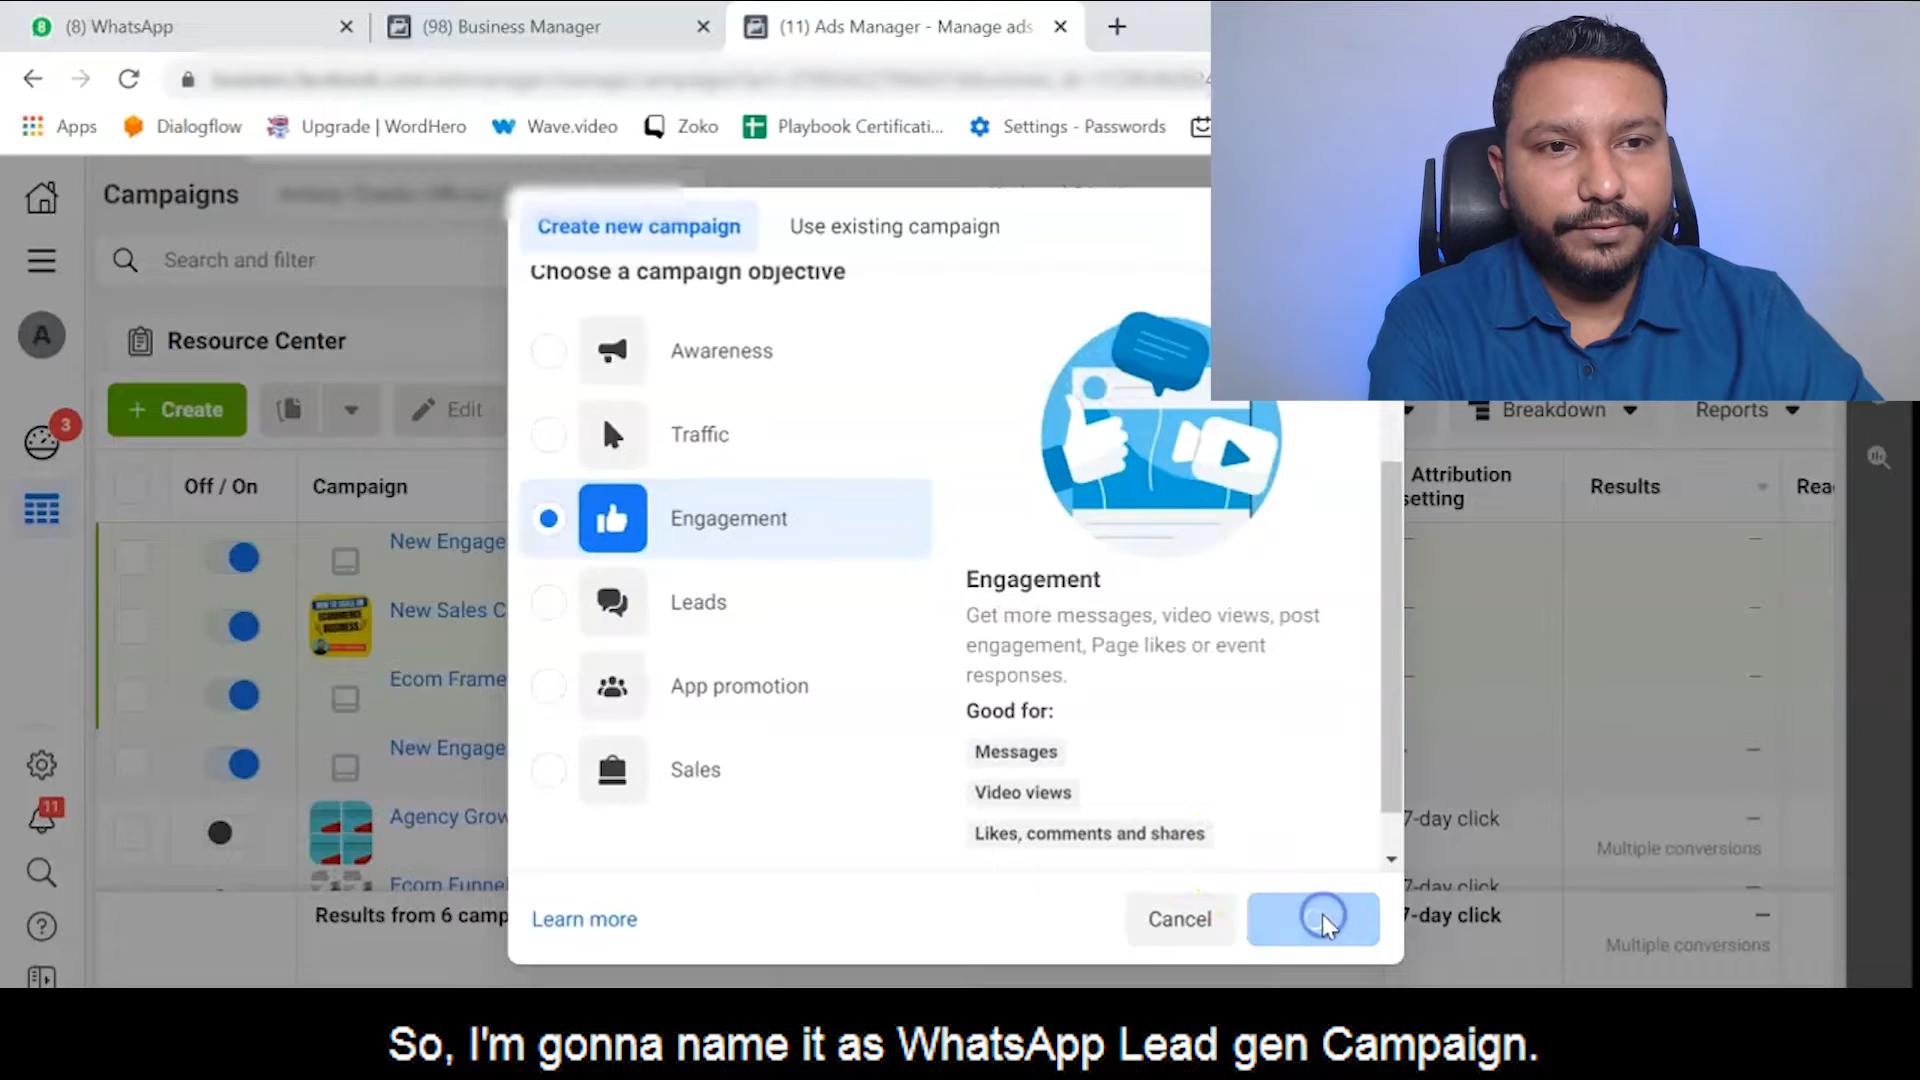 (8) WhatsApp
(98) Business Manager
(11) Ads Manager - Manage ads
Apps
Dialogflow
Upgrade | WordHero
Wave.video
Zoko
Playbook Certificati...
Settings - Passwords
Campaigns
Search and filter
A
Resource Center
+ Create
Edit
3
Off / On
Campaign
New Engage
New Sales C
Ecom Frame
New Engage
Agency Grow
Ecom Funnel
Results from 6 camp
11
Create new campaign
Use existing campaign
Choose a campaign objective
Awareness
Traffic
Engagement
Leads
App promotion
Sales
Engagement
Get more messages, video views, post
engagement, Page likes or event
responses.
Good for:
Messages
Video views
Likes, comments and shares
Learn more
Cancel
Breakdown
Reports
Attribution
setting
Results
Rea
7-day click
Multiple conversions
7-day click
7-day click
Multiple conversions
So, I'm gonna name it as WhatsApp Lead gen Campaign.